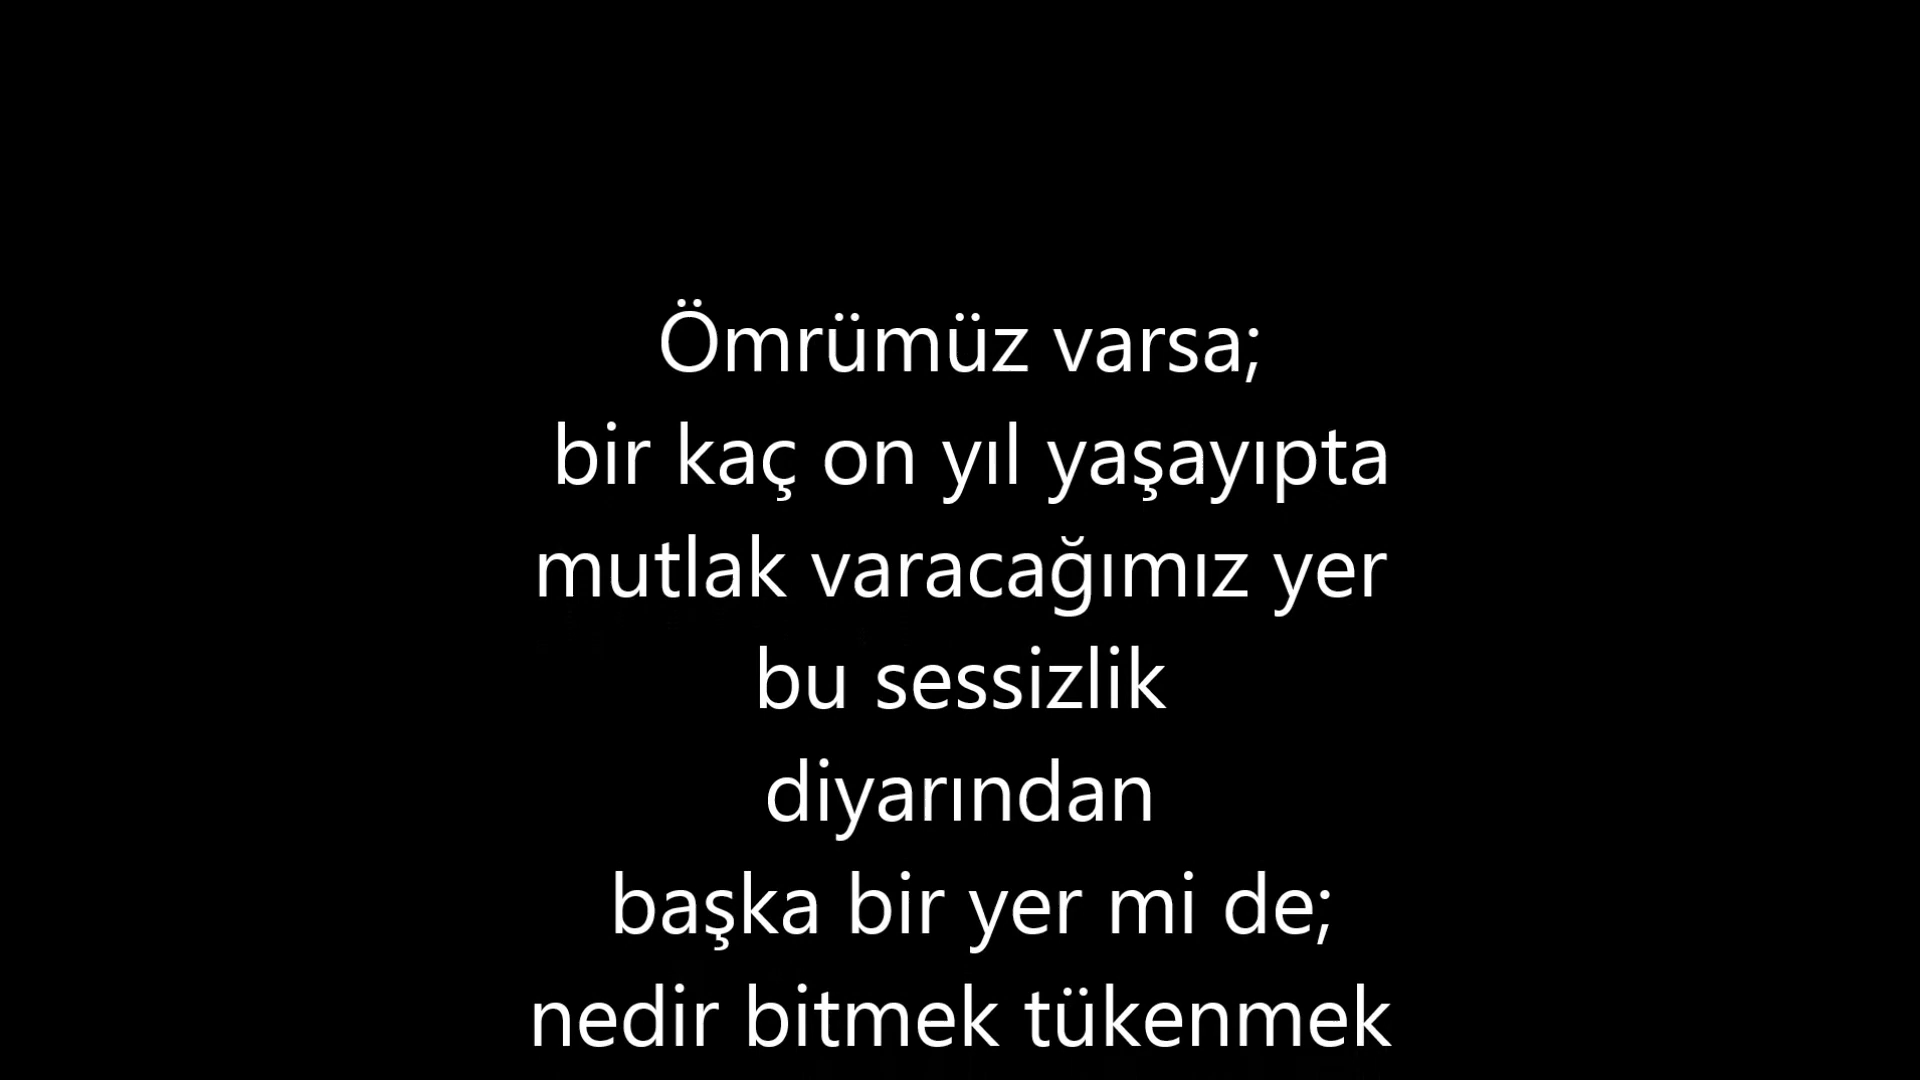 Ömrümüz varsa;
bir kaç on yıl yaşayıpta
mutlak varacağımız yer
bu sessizlik
diyarından
başka bir yer mi de;
nedir bitmek tükenmek